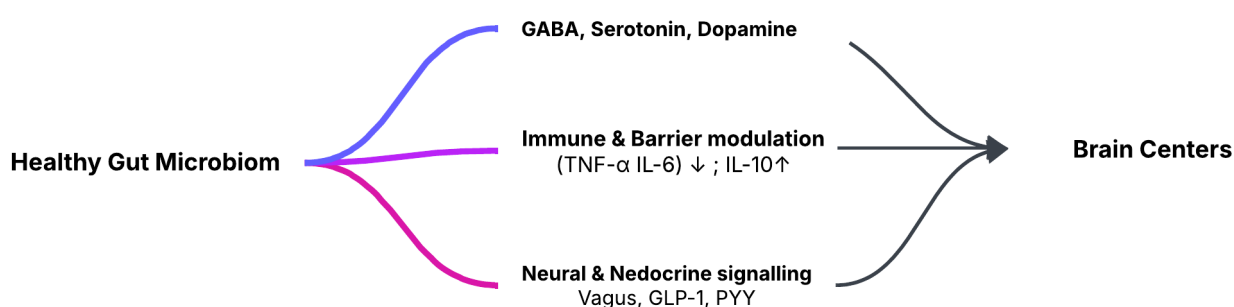 GABA, Serotonin, Dopamine
Healthy Gut Microbiom
Immune & Barrier modulation
(TNF-α IL-6) ↓ ; IL-10↑
Brain Centers
Neural & Nedocrine signalling
Vagus, GLP-1, PYY